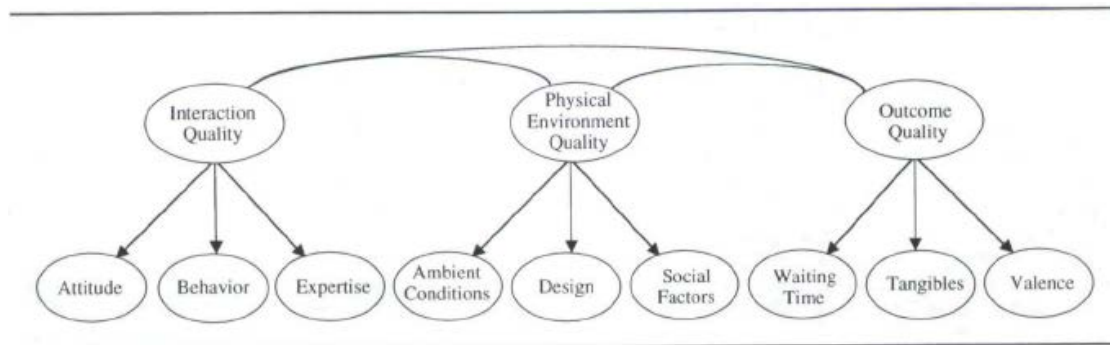 Interaction
Quality
Physical
Environment
Quality
Outcome
Quality
Attitude
Behavior
Expertise
Ambient
Conditions
Design
Social
Factors
Waiting
Time
Tangibles
Valence